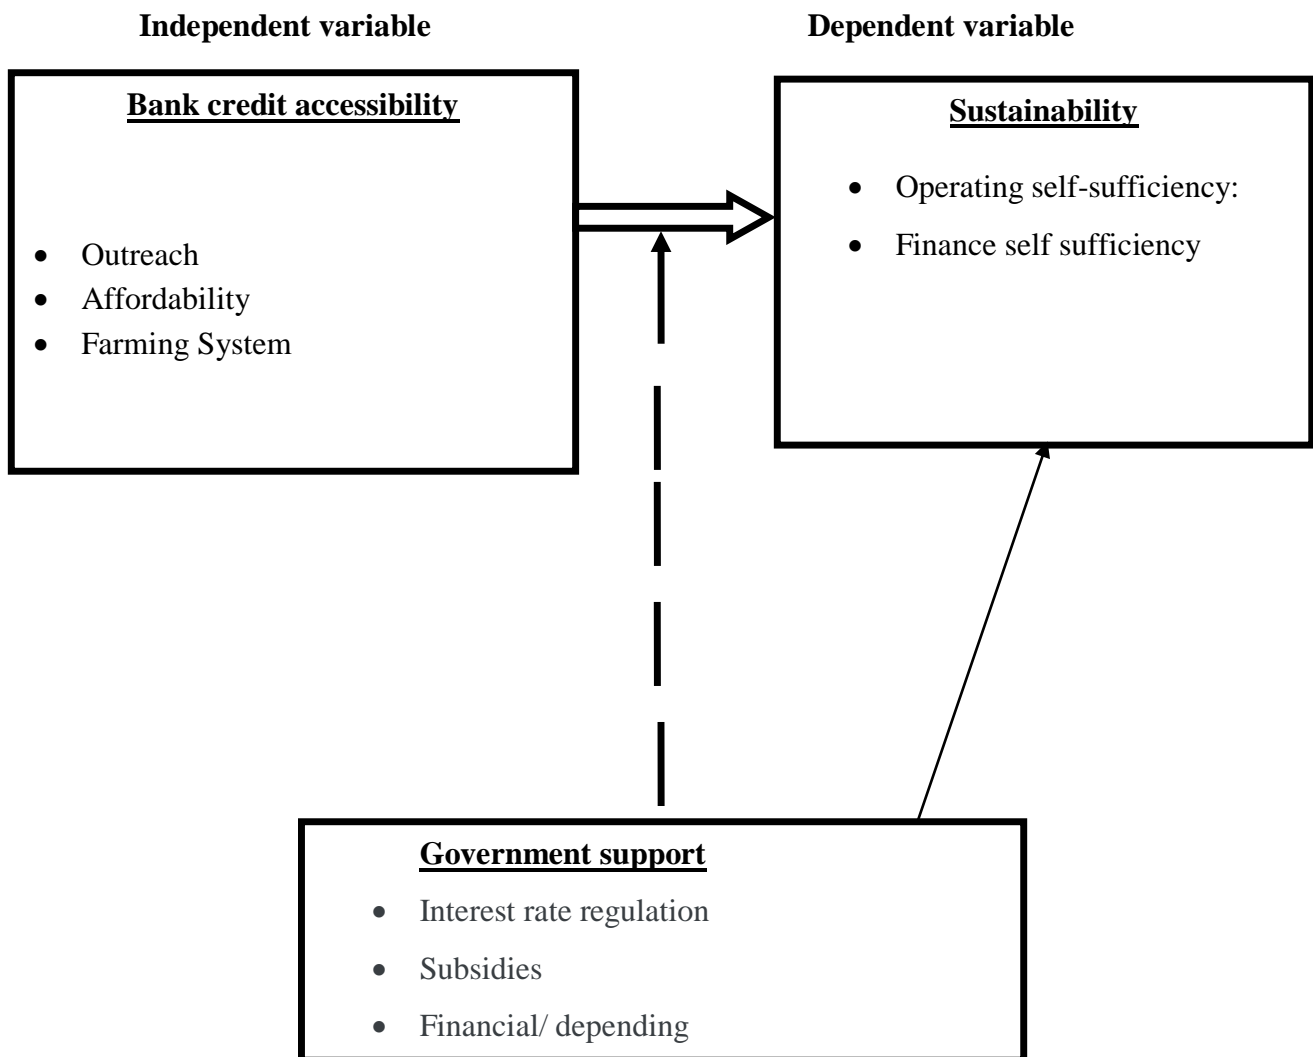 Independent variable
Dependent variable
Bank credit accessibility
• Outreach
• Affordability
• Farming System
Sustainability
• Operating self-sufficiency:
• Finance self sufficiency
Government support
• Interest rate regulation
• Subsidies
• Financial/ depending